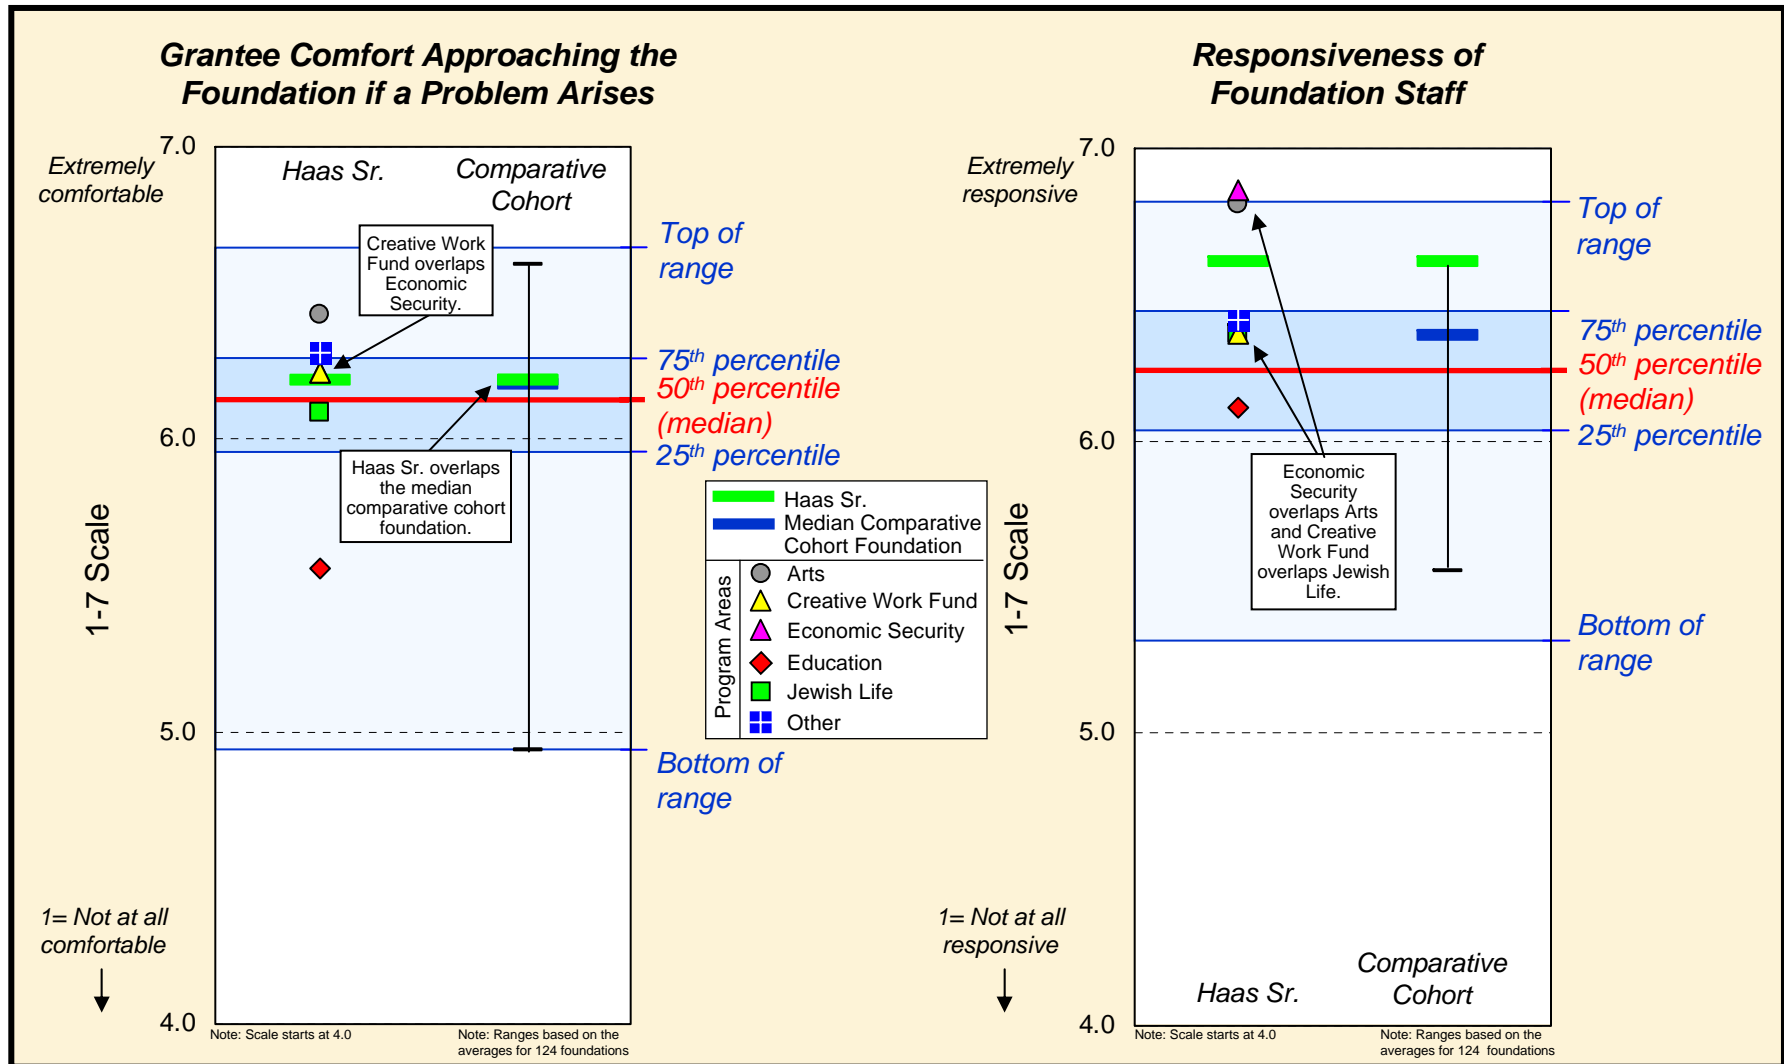 Grantee Comfort Approaching the
Foundation if a Problem Arises
7.0
Extremely
comfortable
Haas Sr.
Comparative
Cohort
Creative Work
Fund overlaps
Economic
Security.
Top of
range
75th percentile
50th percentile
(median)
6.0
25th percentile
Haas Sr. overlaps
the median
comparative cohort
foundation.
1-7 Scale
5.0
Bottom of
range
1= Not at all
comfortable
4.0
Note: Scale starts at 4.0
Note: Ranges based on the
averages for 124 foundations
Haas Sr.
Median Comparative
Cohort Foundation
Program Areas
Arts
Creative Work Fund
Economic Security
Education
Jewish Life
Other
Responsiveness of
Foundation Staff
7.0
Extremely
responsive
Top of
range
75th percentile
50th percentile
(median)
6.0
25th percentile
Economic
Security
overlaps Arts
and Creative
Work Fund
overlaps Jewish
Life.
1-7 Scale
Bottom of
range
5.0
1= Not at all
responsive
Haas Sr.
Comparative
Cohort
4.0
Note: Scale starts at 4.0
Note: Ranges based on the
averages for 124 foundations